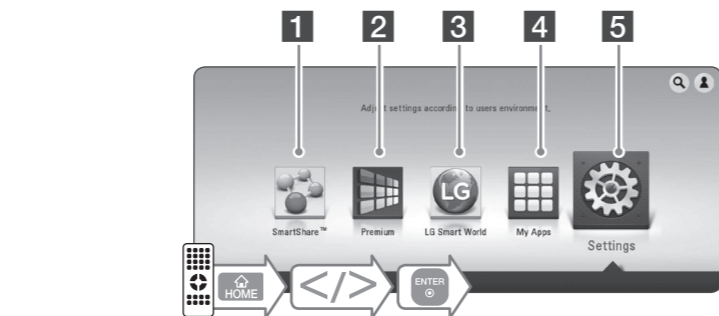 1 2 3 4 5
Adjust settings according to users environment.
LG
SmartShare™ Premium LG Smart World My Apps Settings
HOME </> ENTER